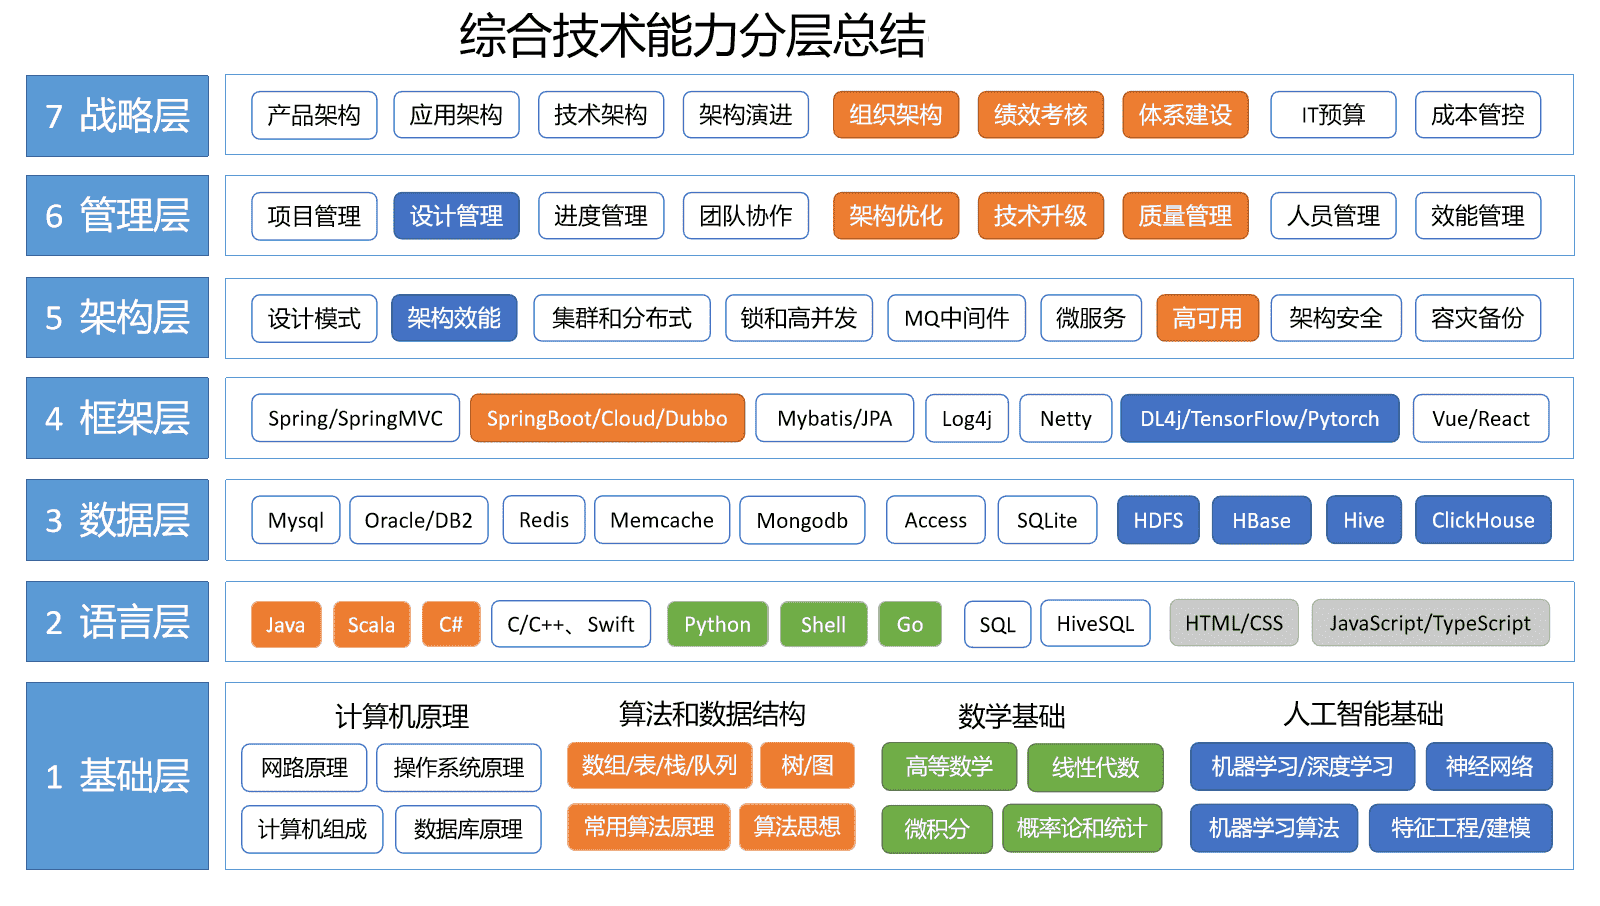 综合技术能力分层总结
7 战略层
产品架构 应用架构 技术架构 架构演进 组织架构 绩效考核 体系建设 IT预算 成本管控
6 管理层
项目管理 设计管理 进度管理 团队协作 架构优化 技术升级 质量管理 人员管理 效能管理
5 架构层
设计模式 架构效能 集群和分布式 锁和高并发 MQ中间件 微服务 高可用 架构安全 容灾备份
4 框架层
Spring/SpringMVC SpringBoot/Cloud/Dubbo Mybatis/JPA Log4j Netty DL4j/TensorFlow/Pytorch Vue/React
3 数据层
Mysql Oracle/DB2 Redis Memcache Mongodb Access SQLite HDFS HBase Hive ClickHouse
2 语言层
Java Scala C# C/C++、Swift Python Shell Go SQL HiveSQL HTML/CSS JavaScript/TypeScript
1 基础层
计算机原理
网路原理 操作系统原理
计算机组成 数据库原理
算法和数据结构
数组/表/栈/队列 树/图
常用算法原理 算法思想
数学基础
高等数学 线性代数
微积分 概率论和统计
人工智能基础
机器学习/深度学习 神经网络
机器学习算法 特征工程/建模